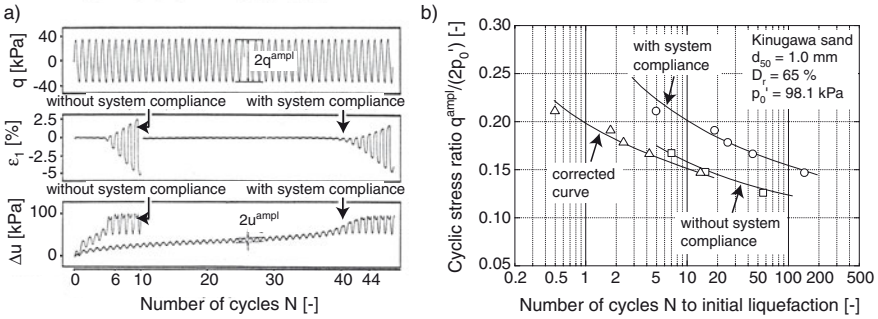 a)
q [kPa]
40
0
-40
2q^ampl
without system compliance
with system compliance
ε₁ [%]
2.5
0
-2.5
-5
without system compliance
with system compliance
Δu [kPa]
100
0
2u^ampl
0 6 10 20 30 40 44
Number of cycles N [-]
b)
Cyclic stress ratio q^ampl/(2p₀') [-]
0.30
0.25
0.20
0.15
0.10
0.05
with system
compliance
Kinugawa sand
d₅₀ = 1.0 mm
Dᵣ = 65 %
p₀' = 98.1 kPa
corrected
curve
without system
compliance
0.2 0.5 1 2 5 10 50 100 500
Number of cycles N to initial liquefaction [-]